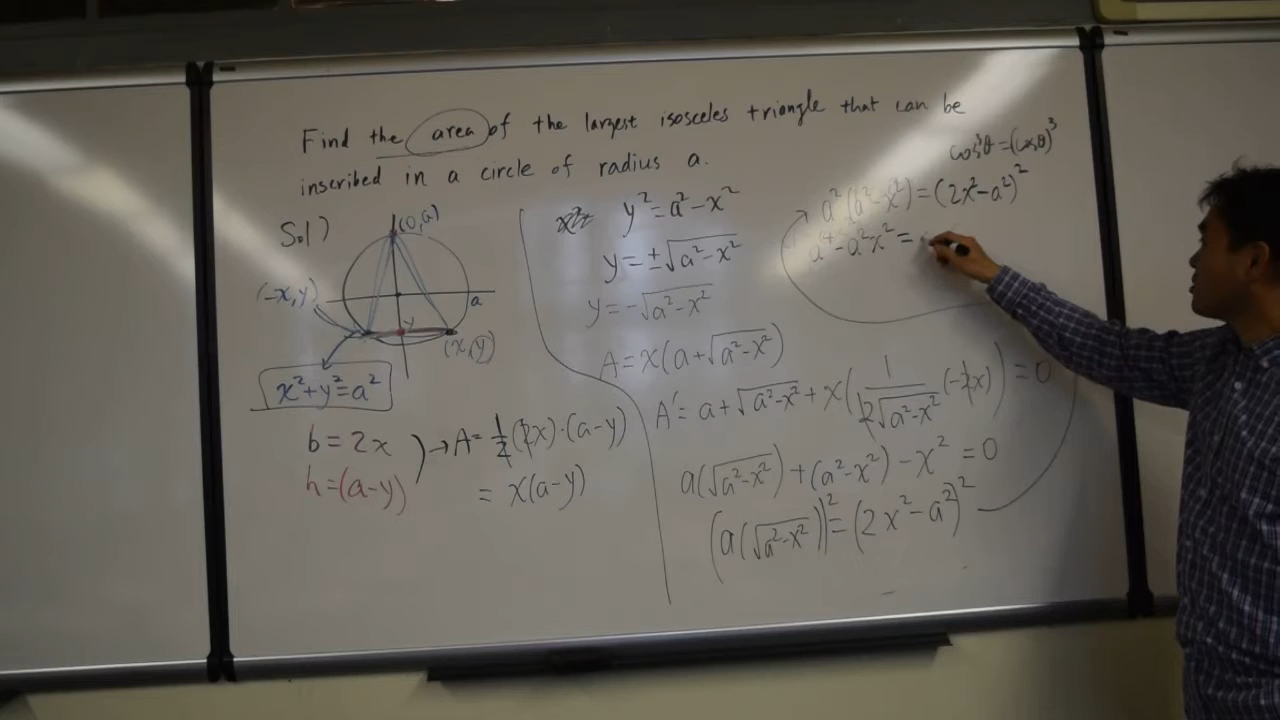 Find the area of the largest isosceles triangle that can be
inscribed in a circle of radius a.
Sol)
(0,a)
a
(-x,y)
y
(x,y)
x²+y²=a²
b=2x
h=(a-y)
→A=½(2x)·(a-y)
= x(a-y)
y²=a²-x²
y=±√(a²-x²)
y=-√(a²-x²)
A=x(a+√(a²-x²))
A'=a+√(a²-x²)+x(1/(2√(a²-x²))(-2x))=0
a(√(a²-x²))+(a²-x²)-x²=0
(a(√(a²-x²)))²=(2x²-a²)²
cos³θ=(cosθ)³
a²(a²-x²)=(2x²-a²)²
a⁴-a²x²=